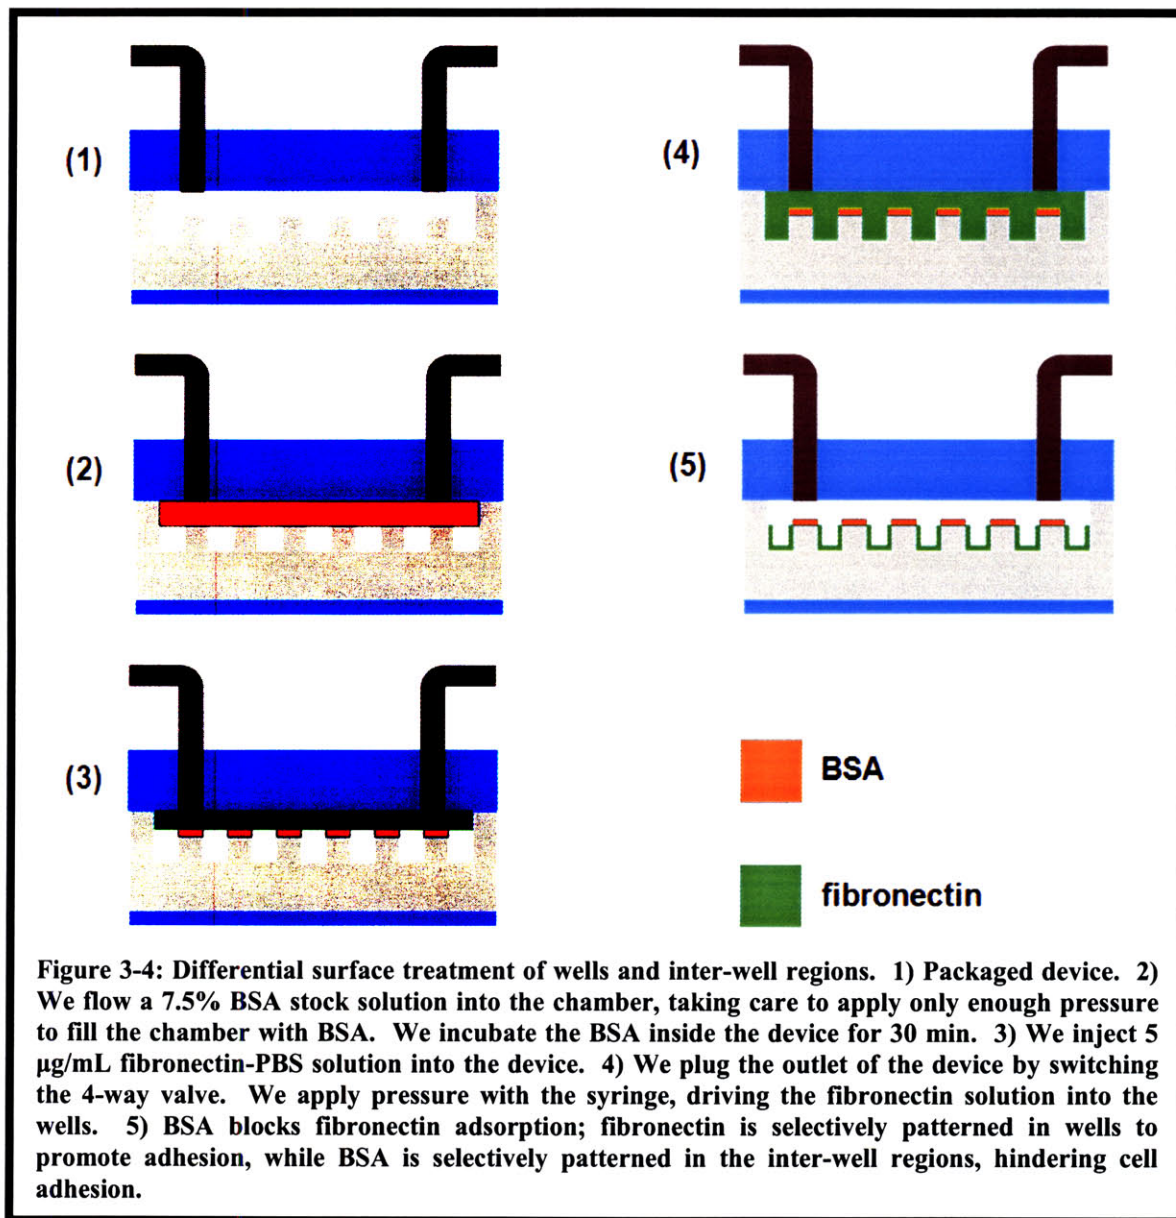 (1)
(2)
(3)
(4)
(5)
BSA
fibronectin
Figure 3-4: Differential surface treatment of wells and inter-well regions. 1) Packaged device. 2)
We flow a 7.5% BSA stock solution into the chamber, taking care to apply only enough pressure
to fill the chamber with BSA. We incubate the BSA inside the device for 30 min. 3) We inject 5
µg/mL fibronectin-PBS solution into the device. 4) We plug the outlet of the device by switching
the 4-way valve. We apply pressure with the syringe, driving the fibronectin solution into the
wells. 5) BSA blocks fibronectin adsorption; fibronectin is selectively patterned in wells to
promote adhesion, while BSA is selectively patterned in the inter-well regions, hindering cell
adhesion.